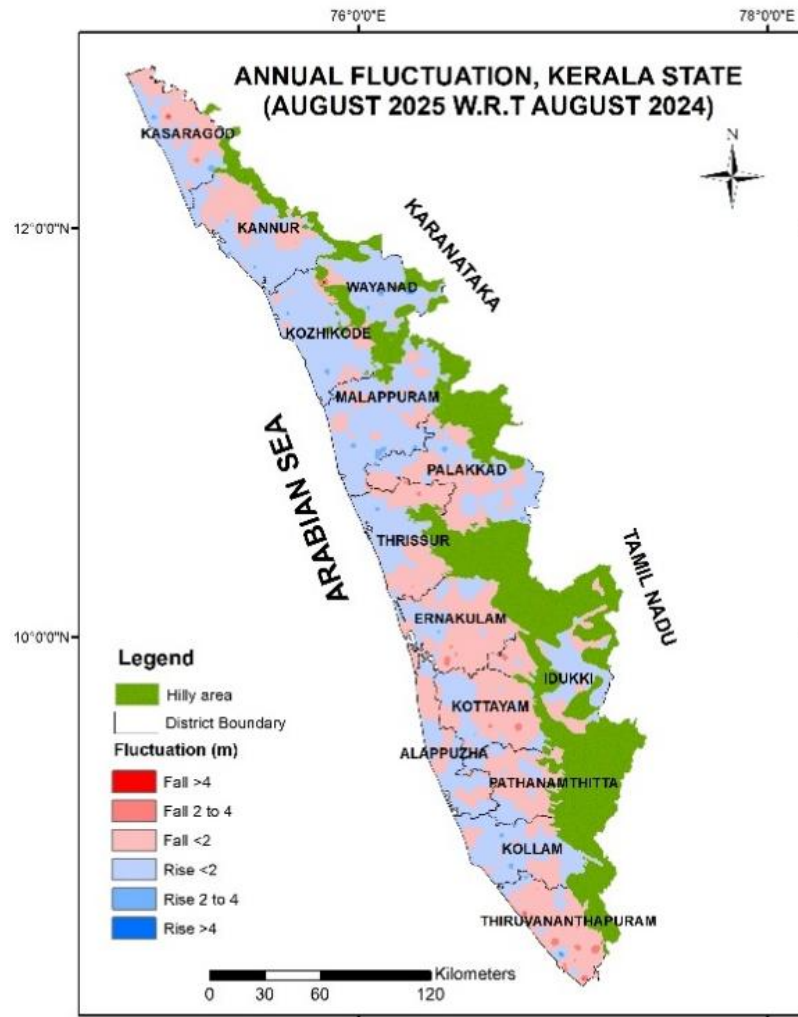 76°0'0"E
78°0'0"E
ANNUAL FLUCTUATION, KERALA STATE
(AUGUST 2025 W.R.T AUGUST 2024)
N
KASARAGOD
12°0'0"N
KANNUR
KARANATAKA
WAYANAD
KOZHIKODE
MALAPPURAM
ARABIAN SEA
PALAKKAD
THRISSUR
TAMIL NADU
ERNAKULAM
10°0'0"N
IDUKKI
KOTTAYAM
ALAPPUZHA
PATHANAMTHITTA
KOLLAM
THIRUVANANTHAPURAM
Legend
Hilly area
District Boundary
Fluctuation (m)
Fall >4
Fall 2 to 4
Fall <2
Rise <2
Rise 2 to 4
Rise >4
Kilometers
0 30 60 120